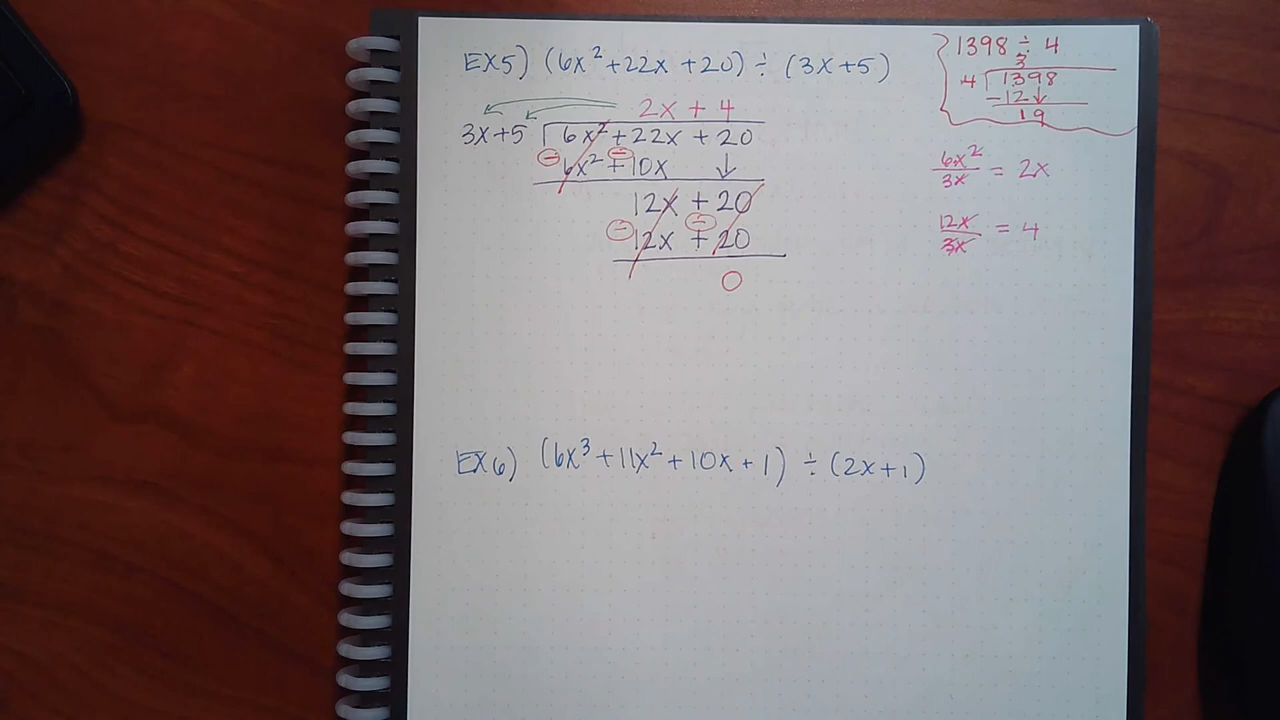 EX5) (6x² + 22x + 20) ÷ (3x + 5)
2x + 4
3x + 5 √ 6x² + 22x + 20
⊖ 6x² ⊖ + 10x ↓
12x + 20
⊖ 12x ⊖ + 20
0
1398 ÷ 4
3
4 √ 1398
- 12 ↓
19
6x² / 3x = 2x
12x / 3x = 4
EX6) (6x³ + 11x² + 10x + 1) ÷ (2x + 1)